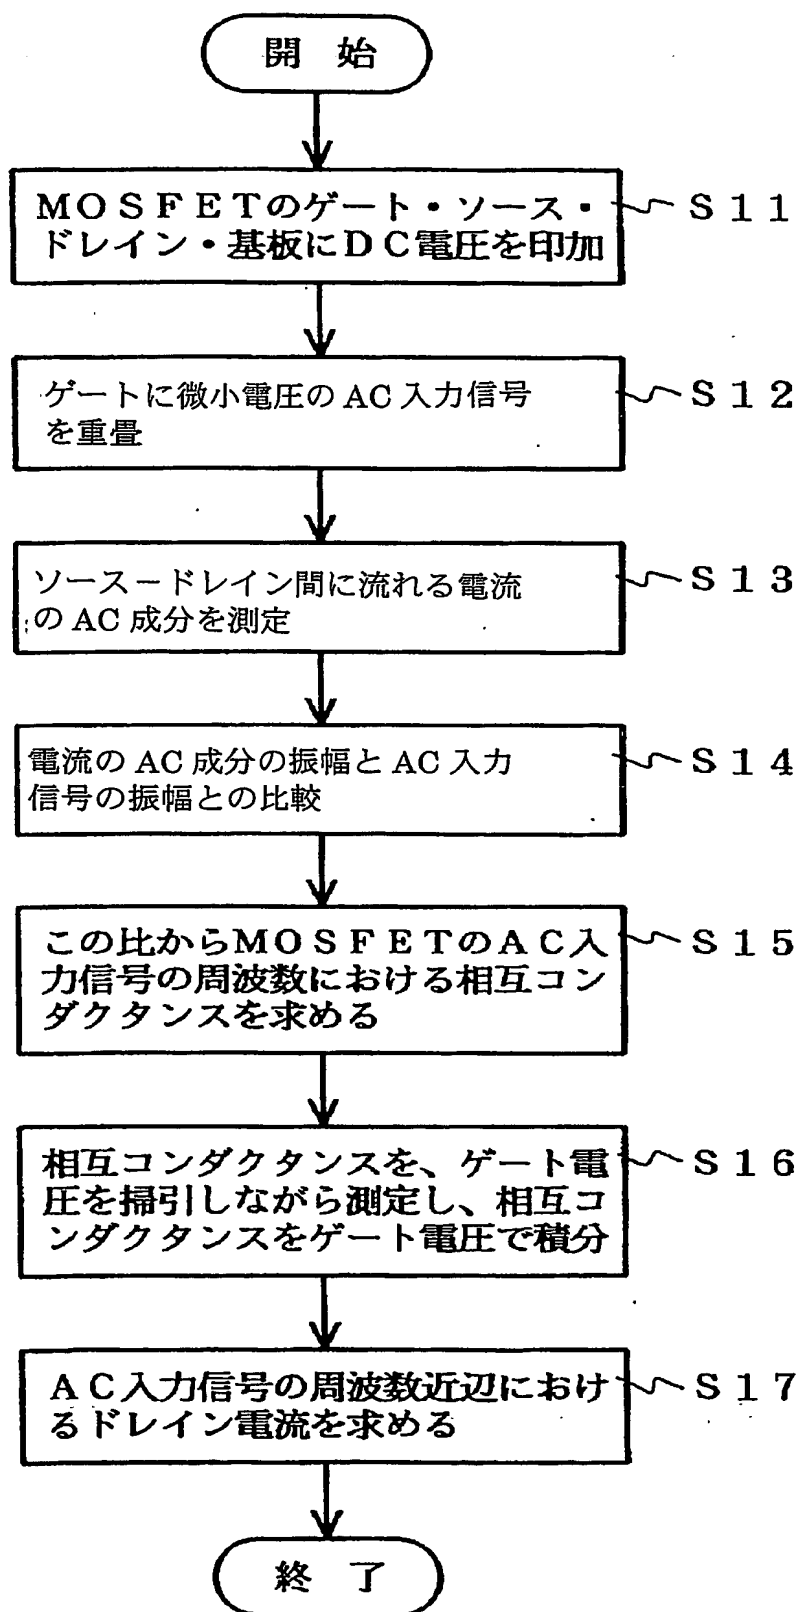 開 始
MOSFETのゲート・ソース・
ドレイン・基板にDC電圧を印加
S11
ゲートに微小電圧の AC 入力信号
を重畳
S12
ソース－ドレイン間に流れる電流
の AC 成分を測定
S13
電流の AC 成分の振幅と AC 入力
信号の振幅との比較
S14
この比からMOSFETのAC入
力信号の周波数における相互コン
ダクタンスを求める
S15
相互コンダクタンスを、ゲート電
圧を掃引しながら測定し、相互コ
ンダクタンスをゲート電圧で積分
S16
AC入力信号の周波数近辺におけ
るドレイン電流を求める
S17
終 了